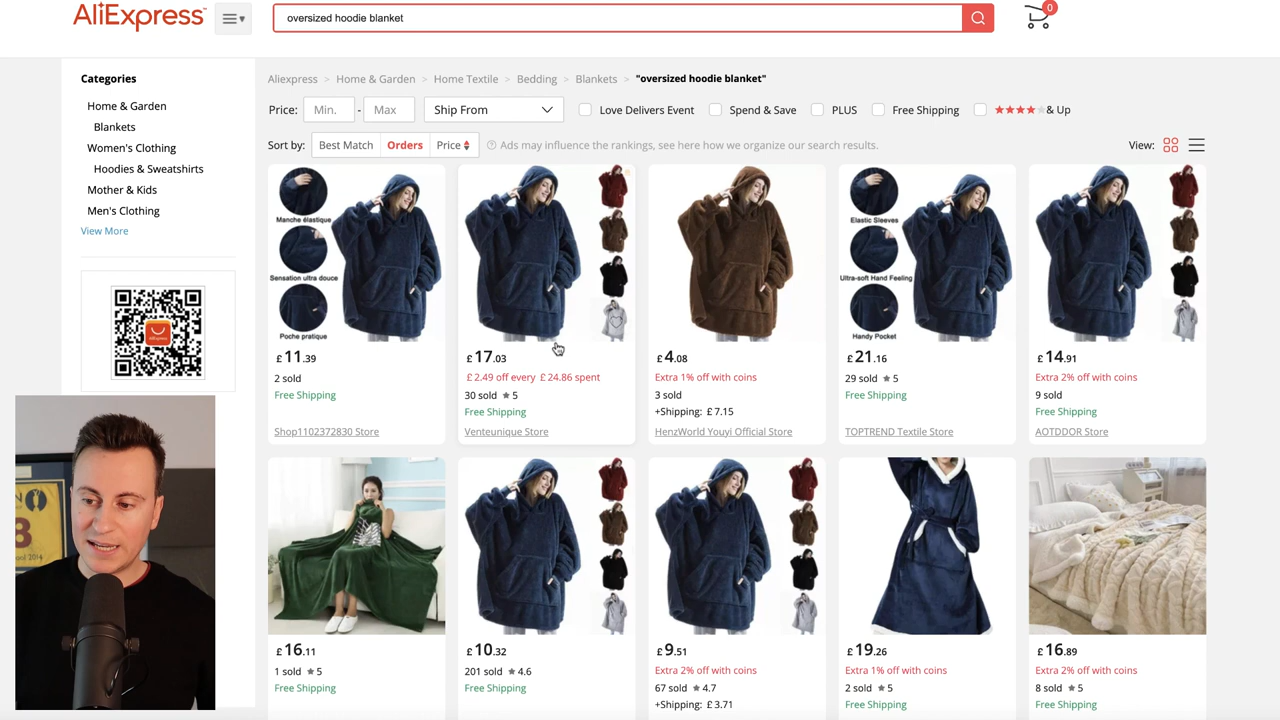 AliExpress™
oversized hoodie blanket
0
Categories
Home & Garden
Blankets
Women's Clothing
Hoodies & Sweatshirts
Mother & Kids
Men's Clothing
View More
Aliexpress > Home & Garden > Home Textile > Bedding > Blankets > "oversized hoodie blanket"
Price: Min. - Max Ship From Love Delivers Event Spend & Save PLUS Free Shipping & Up
Sort by: Best Match Orders Price Ads may influence the rankings, see here how we organize our search results. View:
Manche élastique
Sensation ultra douce
Poche pratique
£ 11.39
2 sold
Free Shipping
Shop1102372830 Store
£ 17.03
£ 2.49 off every £ 24.86 spent
30 sold ★ 5
Free Shipping
Venteunique Store
£ 4.08
Extra 1% off with coins
3 sold
+Shipping: £ 7.15
HenzWorld Youyi Official Store
Elastic Sleeves
Ultra-soft Hand Feeling
Handy Pocket
£ 21.16
29 sold ★ 5
Free Shipping
TOPTREND Textile Store
£ 14.91
Extra 2% off with coins
9 sold
Free Shipping
AOTDDOR Store
£ 16.11
1 sold ★ 5
Free Shipping
£ 10.32
201 sold ★ 4.6
Free Shipping
£ 9.51
Extra 2% off with coins
67 sold ★ 4.7
+Shipping: £ 3.71
£ 19.26
Extra 1% off with coins
2 sold ★ 5
Free Shipping
£ 16.89
Extra 2% off with coins
8 sold ★ 5
Free Shipping